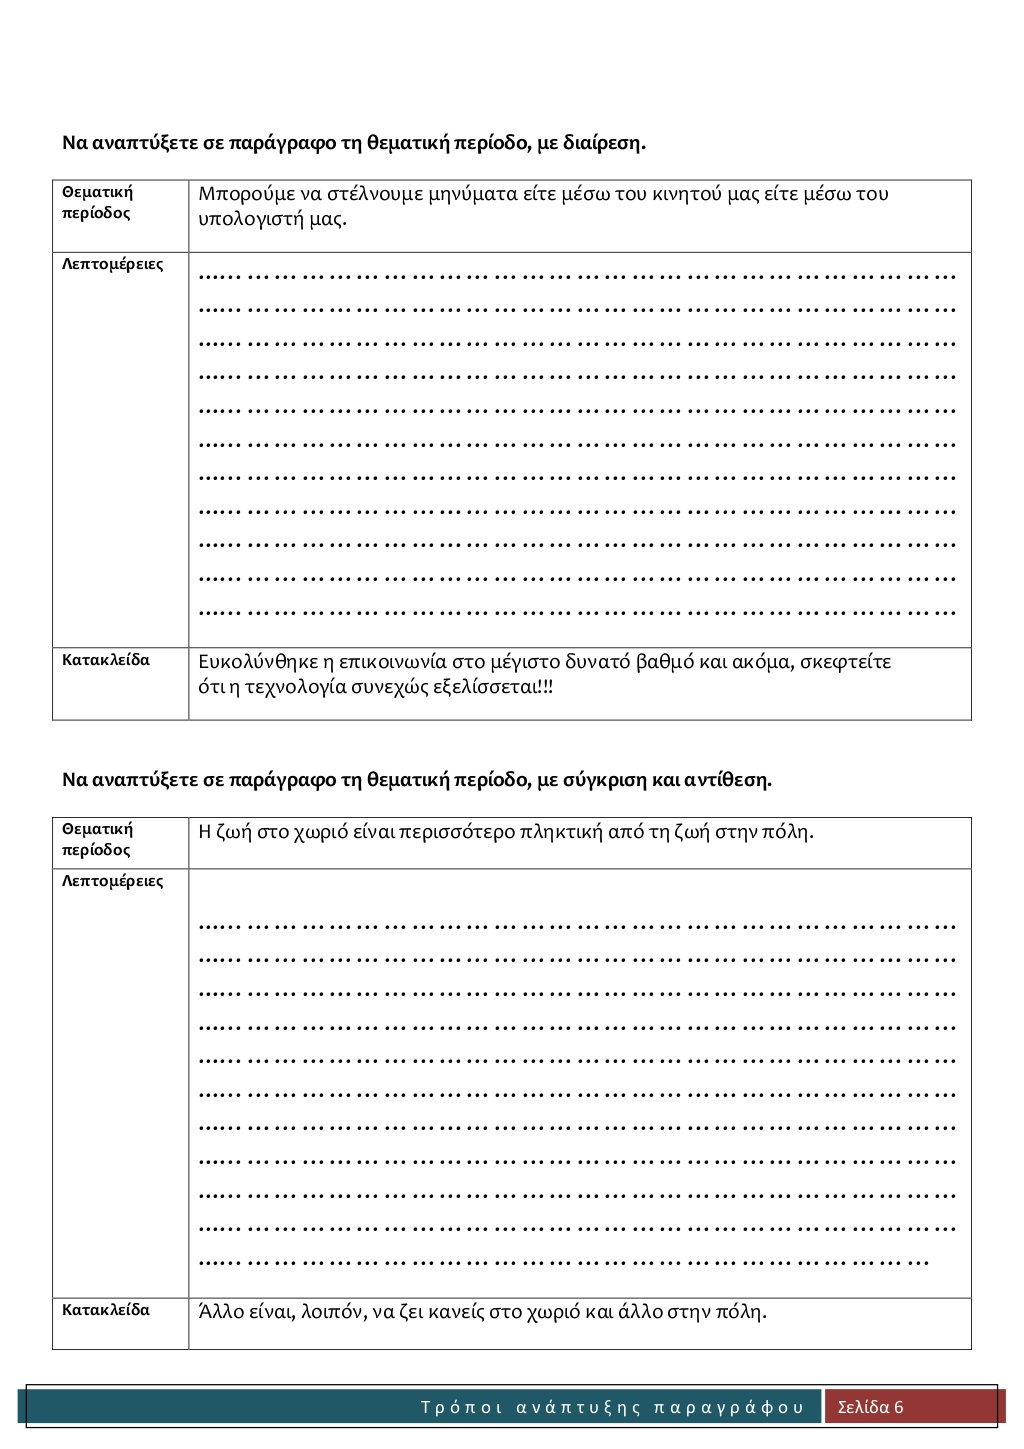 Να αναπτύξετε σε παράγραφο τη θεματική περίοδο, με διαίρεση.
Θεματική
περίοδος
Μπορούμε να στέλνουμε μηνύματα είτε μέσω του κινητού μας είτε μέσω του
υπολογιστή μας.
Λεπτομέρειες
…………………………………………………………………………
…………………………………………………………………………
…………………………………………………………………………
…………………………………………………………………………
…………………………………………………………………………
…………………………………………………………………………
…………………………………………………………………………
…………………………………………………………………………
…………………………………………………………………………
…………………………………………………………………………
…………………………………………………………………………
Κατακλείδα
Ευκολύνθηκε η επικοινωνία στο μέγιστο δυνατό βαθμό και ακόμα, σκεφτείτε
ότι η τεχνολογία συνεχώς εξελίσσεται!!!
Να αναπτύξετε σε παράγραφο τη θεματική περίοδο, με σύγκριση και αντίθεση.
Θεματική
περίοδος
Η ζωή στο χωριό είναι περισσότερο πληκτική από τη ζωή στην πόλη.
Λεπτομέρειες
…………………………………………………………………………
…………………………………………………………………………
…………………………………………………………………………
…………………………………………………………………………
…………………………………………………………………………
…………………………………………………………………………
…………………………………………………………………………
…………………………………………………………………………
…………………………………………………………………………
…………………………………………………………………………
………………………………………………………………………
Κατακλείδα
Άλλο είναι, λοιπόν, να ζει κανείς στο χωριό και άλλο στην πόλη.
Τρόποι ανάπτυξης παραγράφου
Σελίδα 6